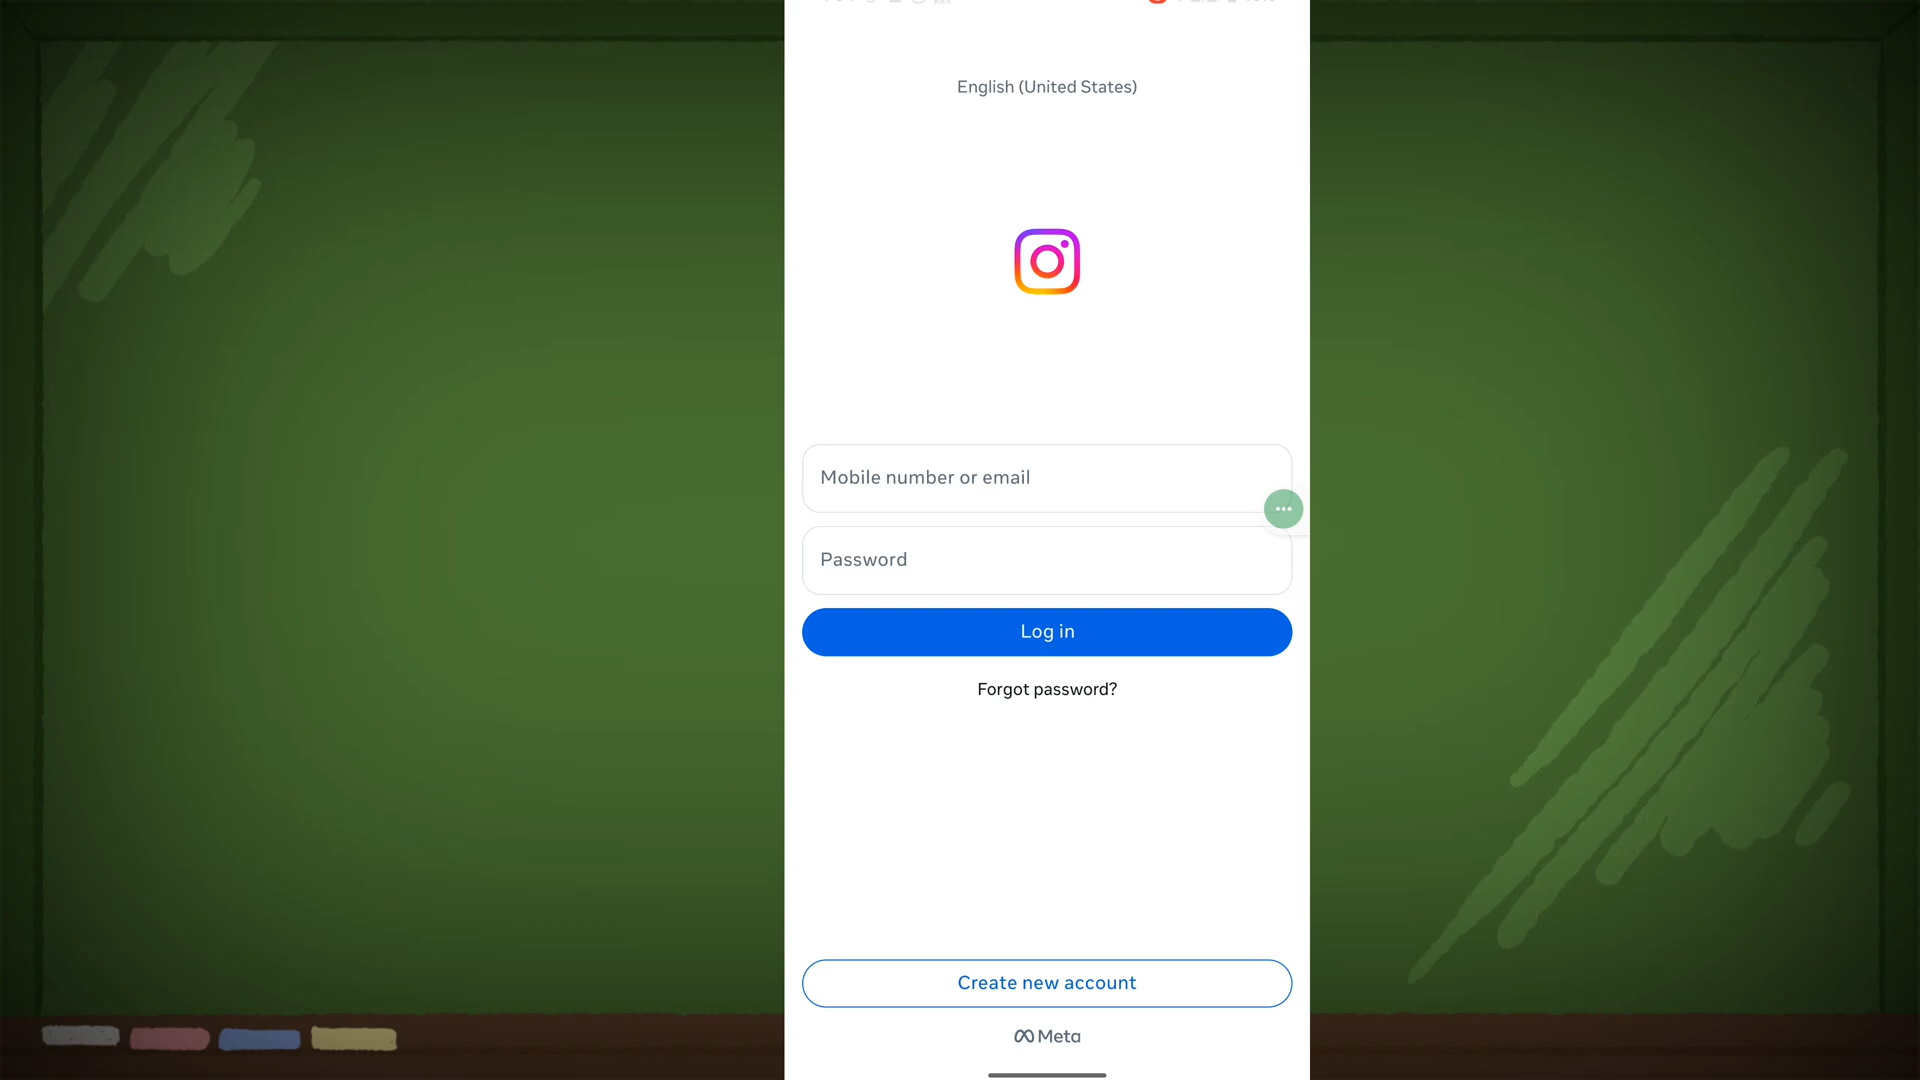 English (United States)
Mobile number or email
Password
Log in
Forgot password?
Create new account
Meta